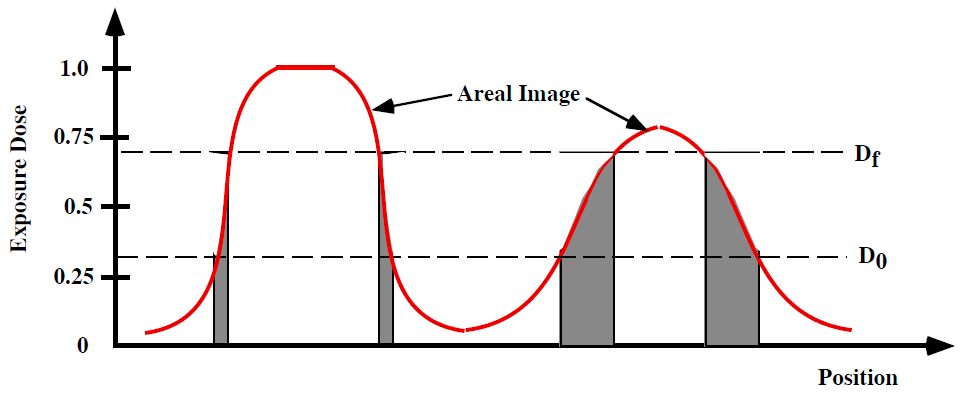 1.0
Areal Image
0.75
Df
0.5
D0
0.25
0
Exposure Dose
Position